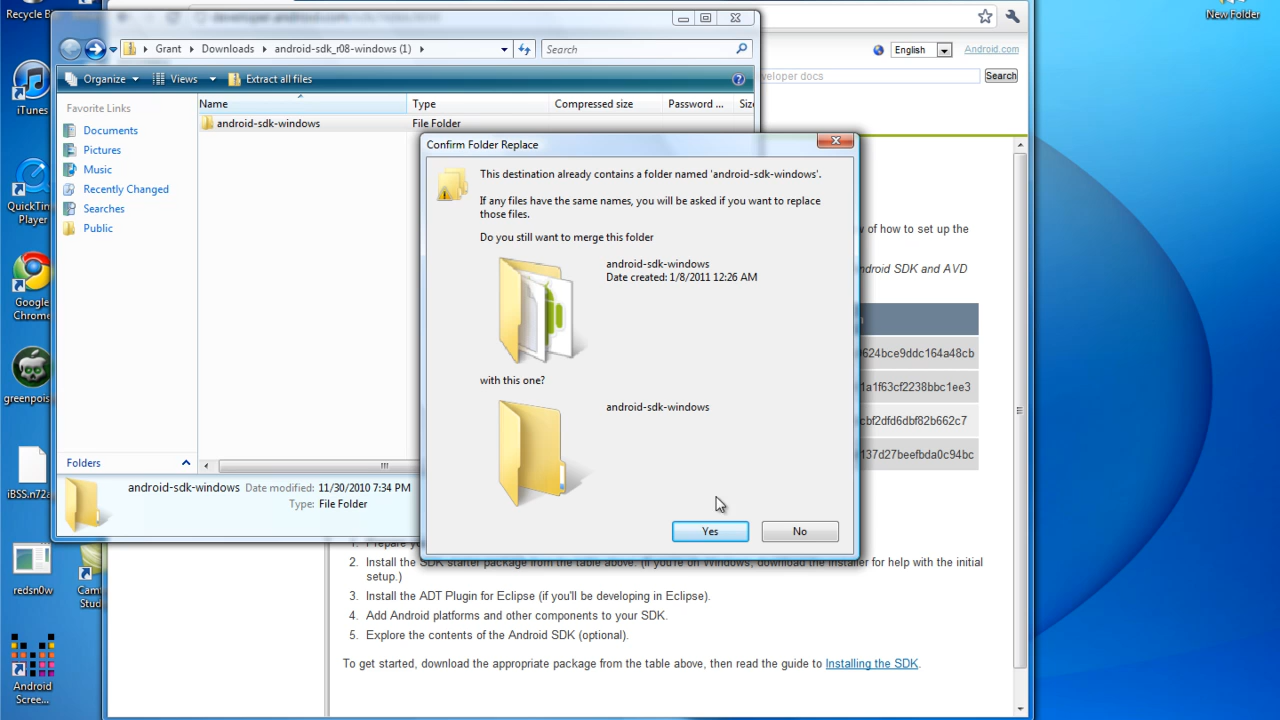 Recycle B
New Folder
English
Android.com
Grant
Downloads
android-sdk_r08-windows (1)
Search
eloper docs
Search
Organize
Views
Extract all files
Favorite Links
Documents
Pictures
Music
Recently Changed
Searches
Public
Folders
Name
Type
Compressed size
Password ...
Siz
android-sdk-windows
File Folder
android-sdk-windows
Date modified: 11/30/2010 7:34 PM
Type: File Folder
Confirm Folder Replace
This destination already contains a folder named 'android-sdk-windows'.
If any files have the same names, you will be asked if you want to replace
those files.
Do you still want to merge this folder
android-sdk-windows
Date created: 1/8/2011 12:26 AM
with this one?
android-sdk-windows
Yes
No
w of how to set up the
ndroid SDK and AVD
624bce9ddc164a48cb
1a1f63cf2238bbc1ee3
cbf2dfd6dbf82b662c7
137d27beefbda0c94bc
2. Install the SDK starter package from the table above. (If you're on Windows, download the installer for help with the initial
setup.)
3. Install the ADT Plugin for Eclipse (if you'll be developing in Eclipse).
4. Add Android platforms and other components to your SDK.
5. Explore the contents of the Android SDK (optional).
To get started, download the appropriate package from the table above, then read the guide to Installing the SDK.
iTunes
QuickTim
Player
Google
Chrome
greenpois
iBSS.n72a
redsn0w
Cam
Stud
Android
Scree...